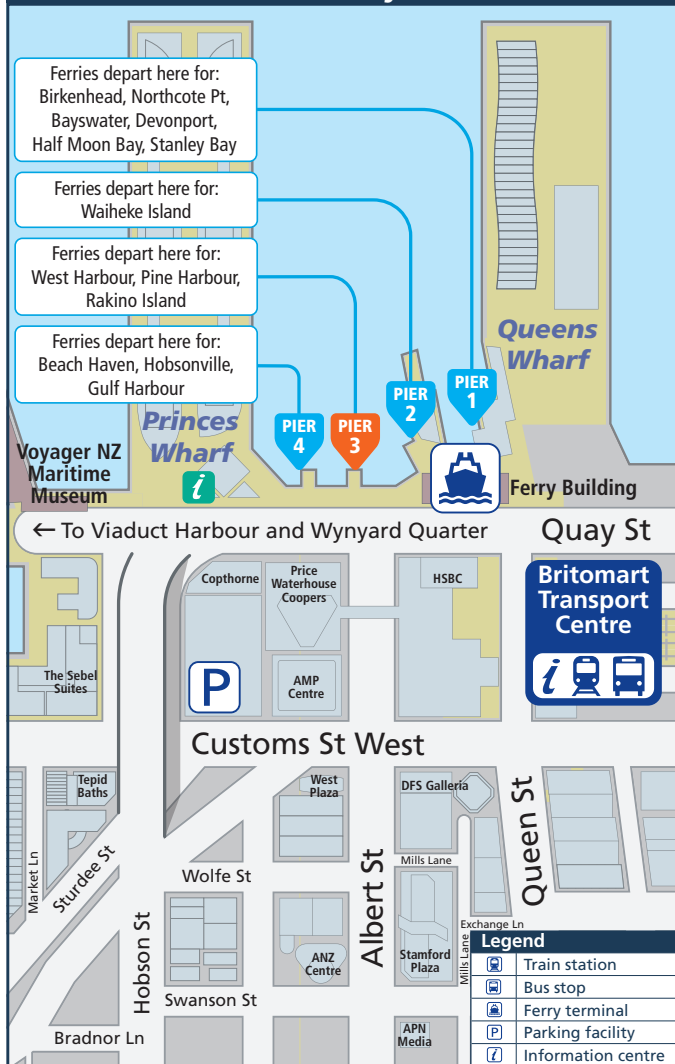 Ferries depart here for:
Birkenhead, Northcote Pt,
Bayswater, Devonport,
Half Moon Bay, Stanley Bay
Ferries depart here for:
Waiheke Island
Ferries depart here for:
West Harbour, Pine Harbour,
Rakino Island
Ferries depart here for:
Beach Haven, Hobsonville,
Gulf Harbour
Queens
Wharf
PIER
1
PIER
2
PIER
3
PIER
4
Princes
Wharf
i
Voyager NZ
Maritime
Museum
Ferry Building
← To Viaduct Harbour and Wynyard Quarter
Quay St
Copthorne
Price
Waterhouse
Coopers
HSBC
Britomart
Transport
Centre
i
The Sebel
Suites
P
AMP
Centre
Customs St West
Tepid
Baths
West
Plaza
DFS Galleria
Queen St
Market Ln
Sturdee St
Wolfe St
Albert St
Mills Lane
Hobson St
Exchange Ln
Mills Lane
ANZ
Centre
Stamford
Plaza
Swanson St
Bradnor Ln
APN
Media
Legend
Train station
Bus stop
Ferry terminal
P Parking facility
i Information centre